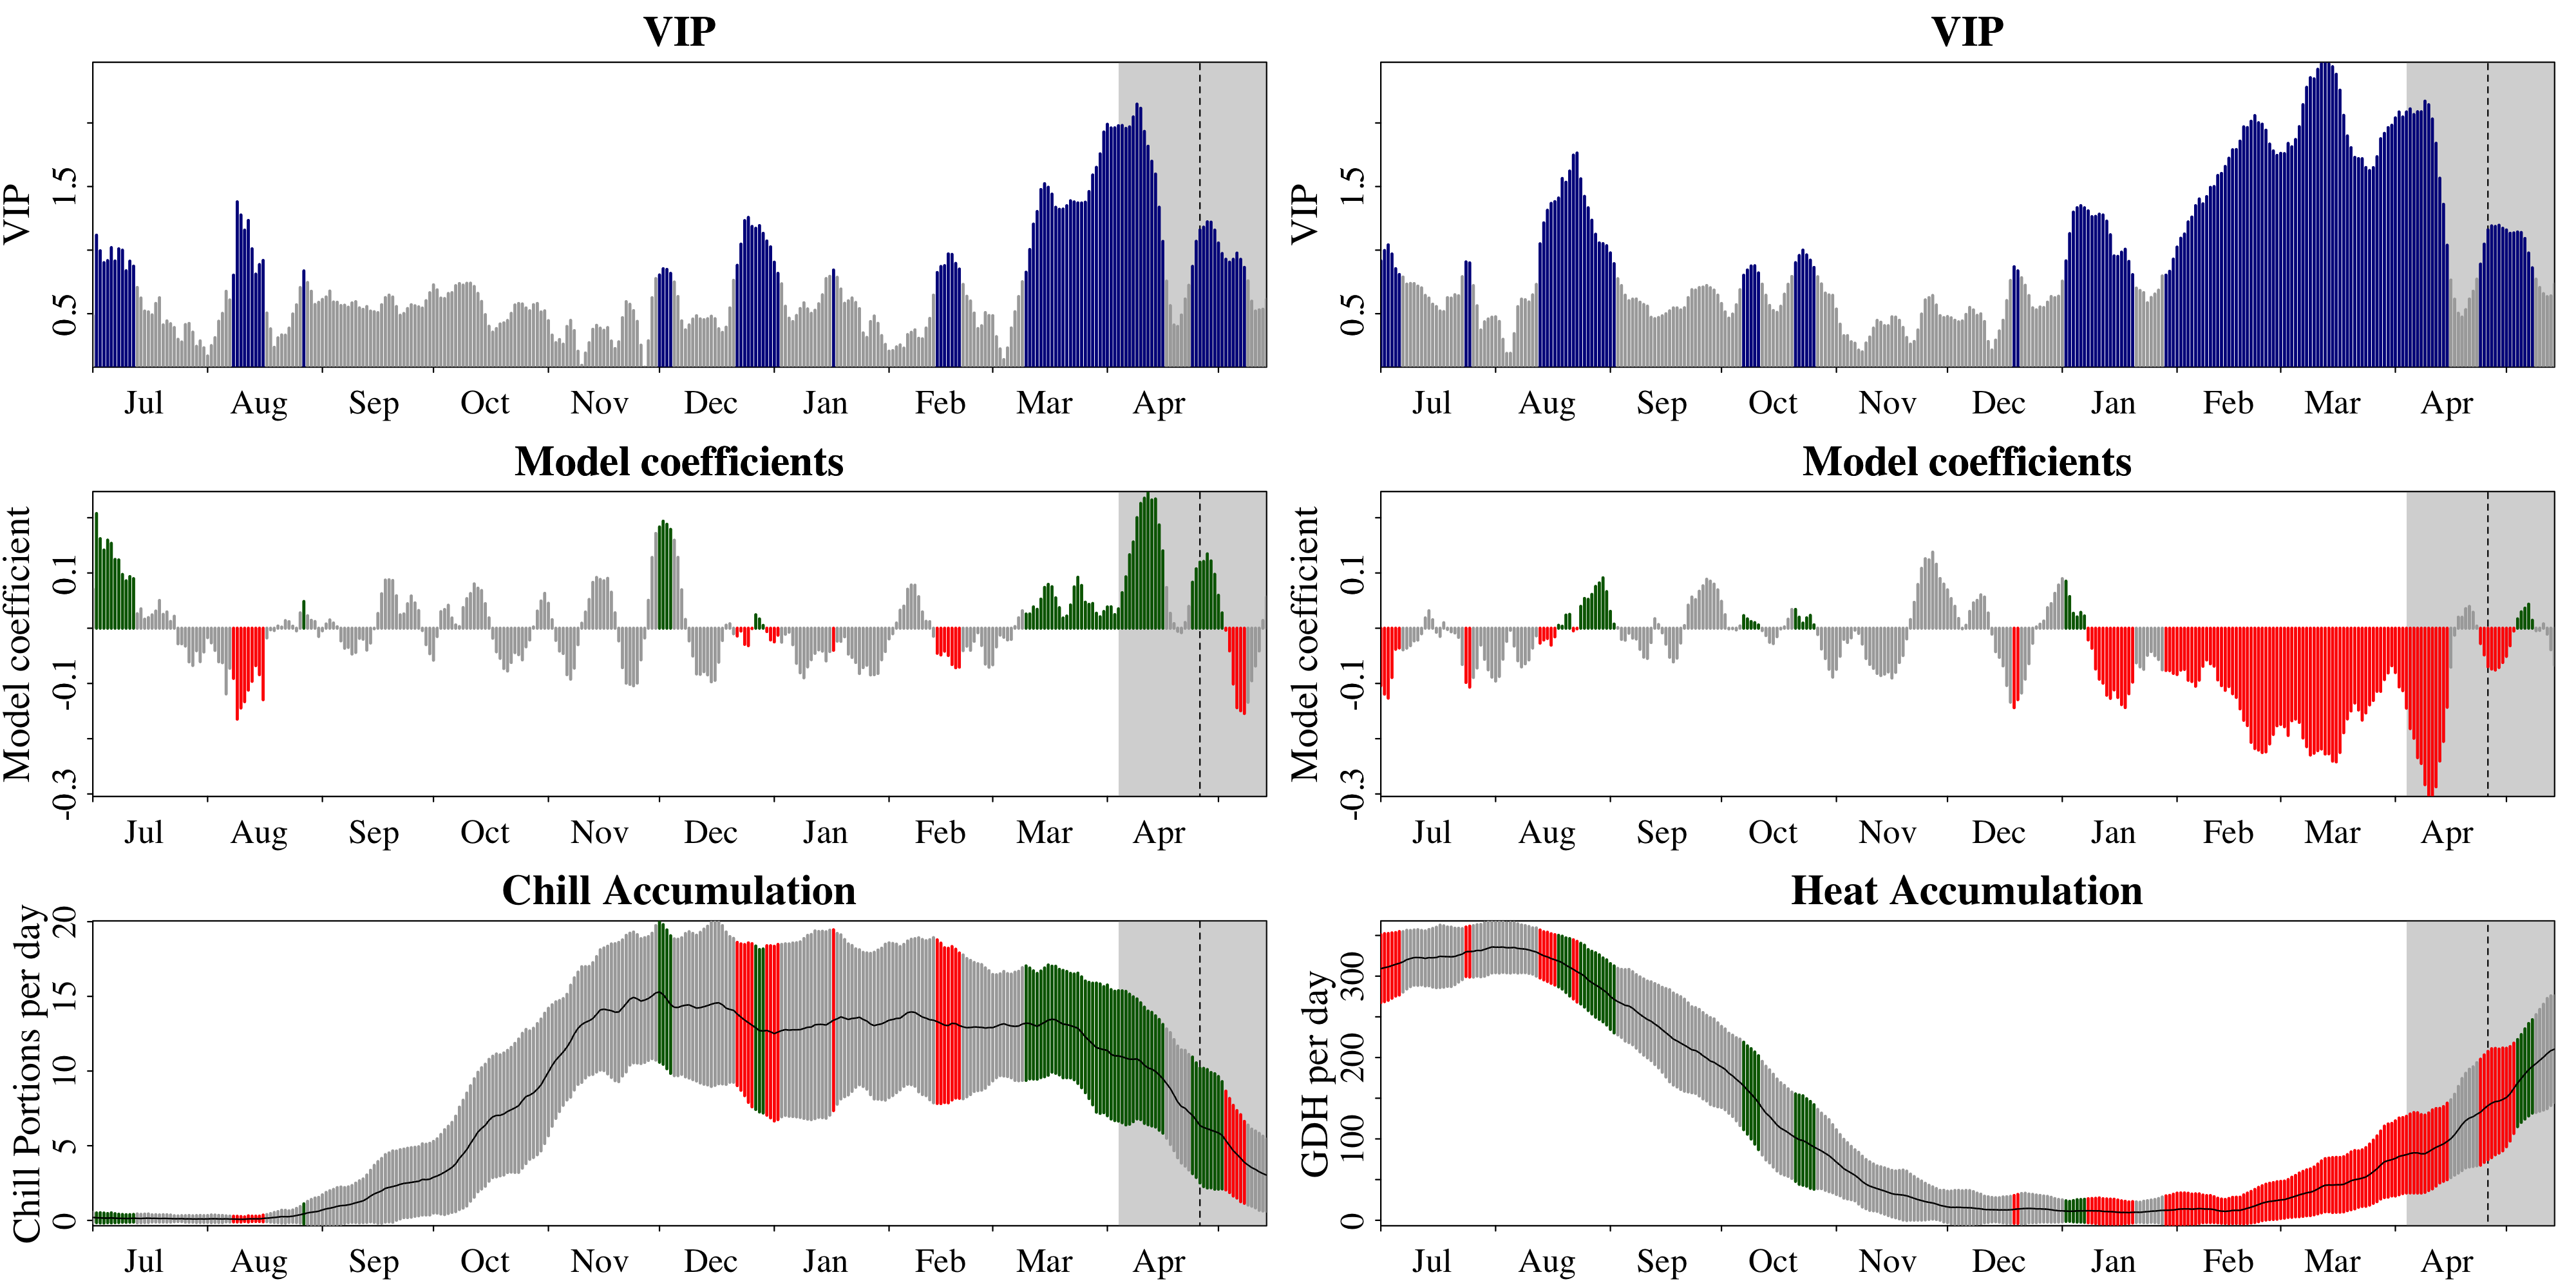 VIP
VIP
0.5 1.5
Jul Aug Sep Oct Nov Dec Jan Feb Mar Apr
VIP
VIP
0.5 1.5
Jul Aug Sep Oct Nov Dec Jan Feb Mar Apr
Model coefficients
Model coefficient
-0.3 -0.1 0.1
Jul Aug Sep Oct Nov Dec Jan Feb Mar Apr
Model coefficients
Model coefficient
-0.3 -0.1 0.1
Jul Aug Sep Oct Nov Dec Jan Feb Mar Apr
Chill Accumulation
Chill Portions per day
0 5 10 15 20
Jul Aug Sep Oct Nov Dec Jan Feb Mar Apr
Heat Accumulation
GDH per day
0 100 200 300
Jul Aug Sep Oct Nov Dec Jan Feb Mar Apr